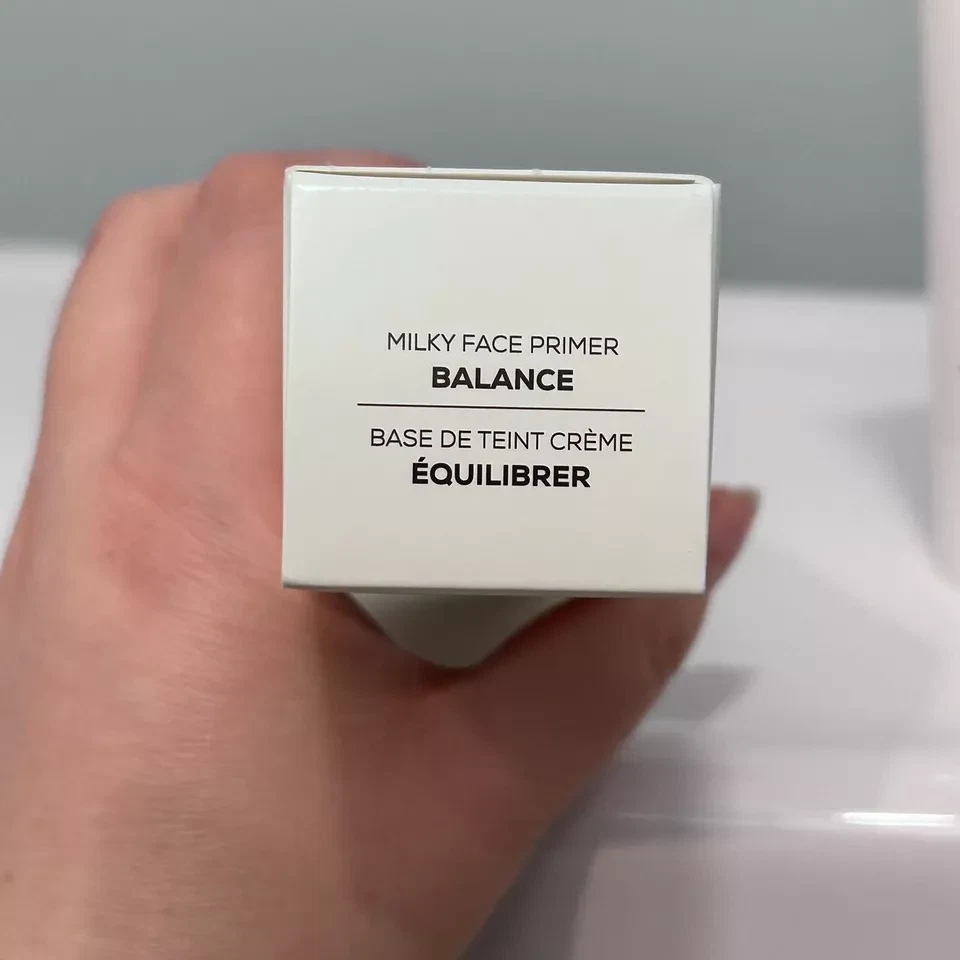 MILKY FACE PRIMER
BALANCE
BASE DE TEINT CRÈME
ÉQUILIBRER